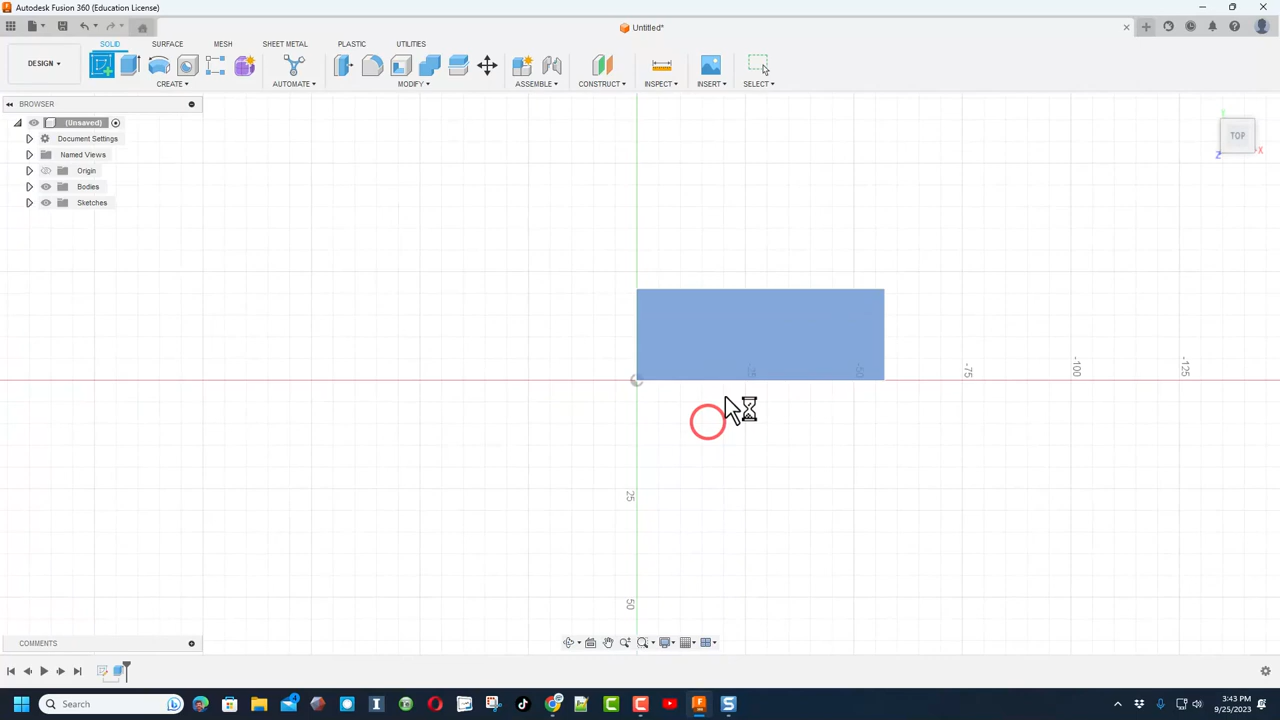 Autodesk Fusion 360 (Education License)
Untitled*
DESIGN
SOLID
SURFACE
MESH
SHEET METAL
PLASTIC
UTILITIES
CREATE
AUTOMATE
MODIFY
ASSEMBLE
CONSTRUCT
INSPECT
INSERT
SELECT
BROWSER
(Unsaved)
Document Settings
Named Views
Origin
Bodies
Sketches
TOP
X
Z
-25
-50
-75
-100
-125
25
50
COMMENTS
Search
3:43 PM
9/25/2023